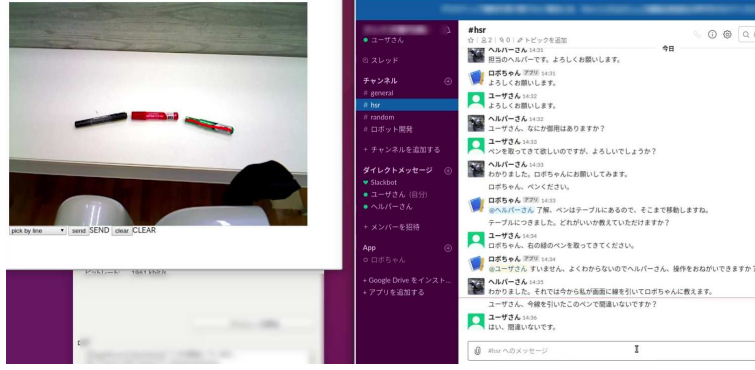 pick by line
send SEND clear CLEAR
ビットレート: 1961 kbit/s
ユーザさん
スレッド
チャンネル
# general
# hsr
# random
# ロボット開発
+ チャンネルを追加する
ダイレクトメッセージ
Slackbot
ユーザさん (自分)
ヘルパーさん
+ メンバーを招待
App
ロボちゃん
+ Google Drive をインスト...
+ アプリを追加する
#hsr
2 | 0 | トピックを追加
今日
ヘルパーさん 14:31
担当のヘルパーです。よろしくお願いします。
ロボちゃん アプリ 14:31
よろしくお願いします。
ユーザさん 14:32
よろしくお願いします。
ヘルパーさん 14:32
ユーザさん、なにか御用はありますか？
ユーザさん 14:33
ペンを取ってきて欲しいのですが、よろしいでしょうか？
ヘルパーさん 14:33
わかりました。ロボちゃんにお願いしてみます。
ロボちゃん、ペンください。
ロボちゃん アプリ 14:33
@ヘルパーさん 了解、ペンはテーブルにあるので、そこまで移動しますね。
テーブルにつきました。どれがいいか教えていただけますか？
ユーザさん 14:34
ロボちゃん、右の緑のペンを取ってきてください。
ロボちゃん アプリ 14:34
@ユーザさん すいません、よくわからないのでヘルパーさん、操作をおねがいできますか？
ヘルパーさん 14:35
わかりました。それでは今から私が画面に線を引いてロボちゃんに教えます。
ユーザさん、今線を引いたこのペンで間違いないですか？
ユーザさん 14:36
はい、間違いないです。
#hsr へのメッセージ